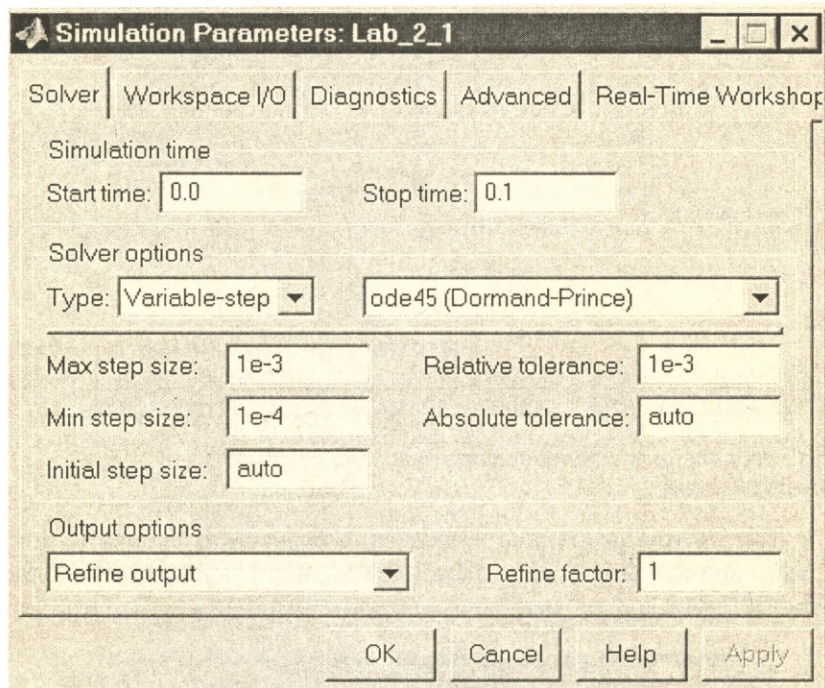 Simulation Parameters: Lab_2_1
Solver Workspace I/O Diagnostics Advanced Real-Time Workshop
Simulation time
Start time: 0.0 Stop time: 0.1
Solver options
Type: Variable-step ode45 (Dormand-Prince)
Max step size: 1e-3 Relative tolerance: 1e-3
Min step size: 1e-4 Absolute tolerance: auto
Initial step size: auto
Output options
Refine output Refine factor: 1
OK Cancel Help Apply